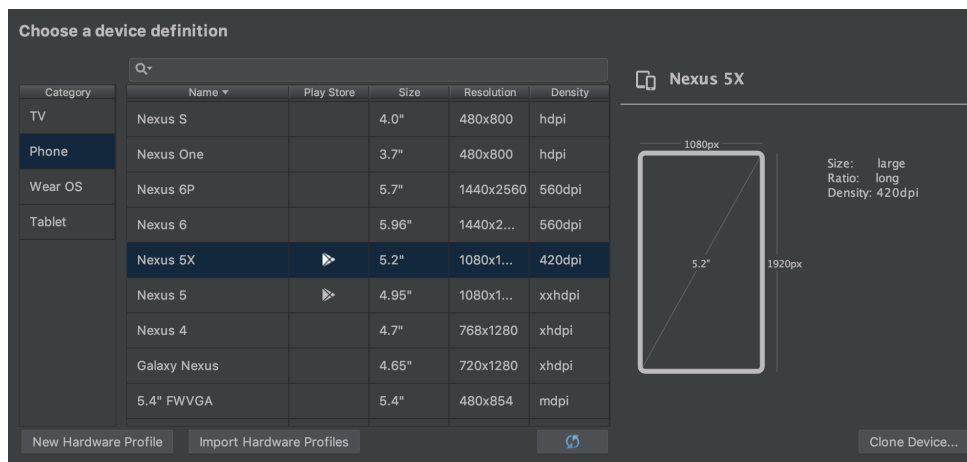 Choose a device definition
Category
TV
Phone
Wear OS
Tablet
Name Play Store Size Resolution Density
Nexus S 4.0" 480x800 hdpi
Nexus One 3.7" 480x800 hdpi
Nexus 6P 5.7" 1440x2560 560dpi
Nexus 6 5.96" 1440x2... 560dpi
Nexus 5X 5.2" 1080x1... 420dpi
Nexus 5 4.95" 1080x1... xxhdpi
Nexus 4 4.7" 768x1280 xhdpi
Galaxy Nexus 4.65" 720x1280 xhdpi
5.4" FWVGA 5.4" 480x854 mdpi
New Hardware Profile Import Hardware Profiles
Nexus 5X
1080px
5.2"
1920px
Size: large
Ratio: long
Density: 420dpi
Clone Device...